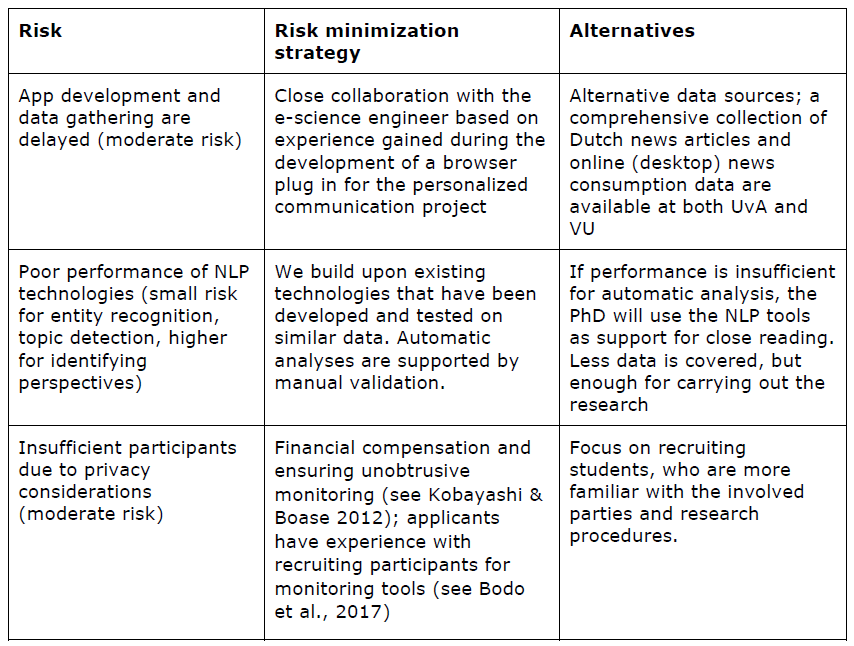 Risk
Risk minimization
strategy
Alternatives
App development and
data gathering are
delayed (moderate risk)
Close collaboration with the
e-science engineer based on
experience gained during the
development of a browser
plug in for the personalized
communication project
Alternative data sources; a
comprehensive collection of
Dutch news articles and
online (desktop) news
consumption data are
available at both UvA and
VU
Poor performance of NLP
technologies (small risk
for entity recognition,
topic detection, higher
for identifying
perspectives)
We build upon existing
technologies that have been
developed and tested on
similar data. Automatic
analyses are supported by
manual validation.
If performance is insufficient
for automatic analysis, the
PhD will use the NLP tools
as support for close reading.
Less data is covered, but
enough for carrying out the
research
Insufficient participants
due to privacy
considerations
(moderate risk)
Financial compensation and
ensuring unobtrusive
monitoring (see Kobayashi &
Boase 2012); applicants
have experience with
recruiting participants for
monitoring tools (see Bodo
et al., 2017)
Focus on recruiting
students, who are more
familiar with the involved
parties and research
procedures.